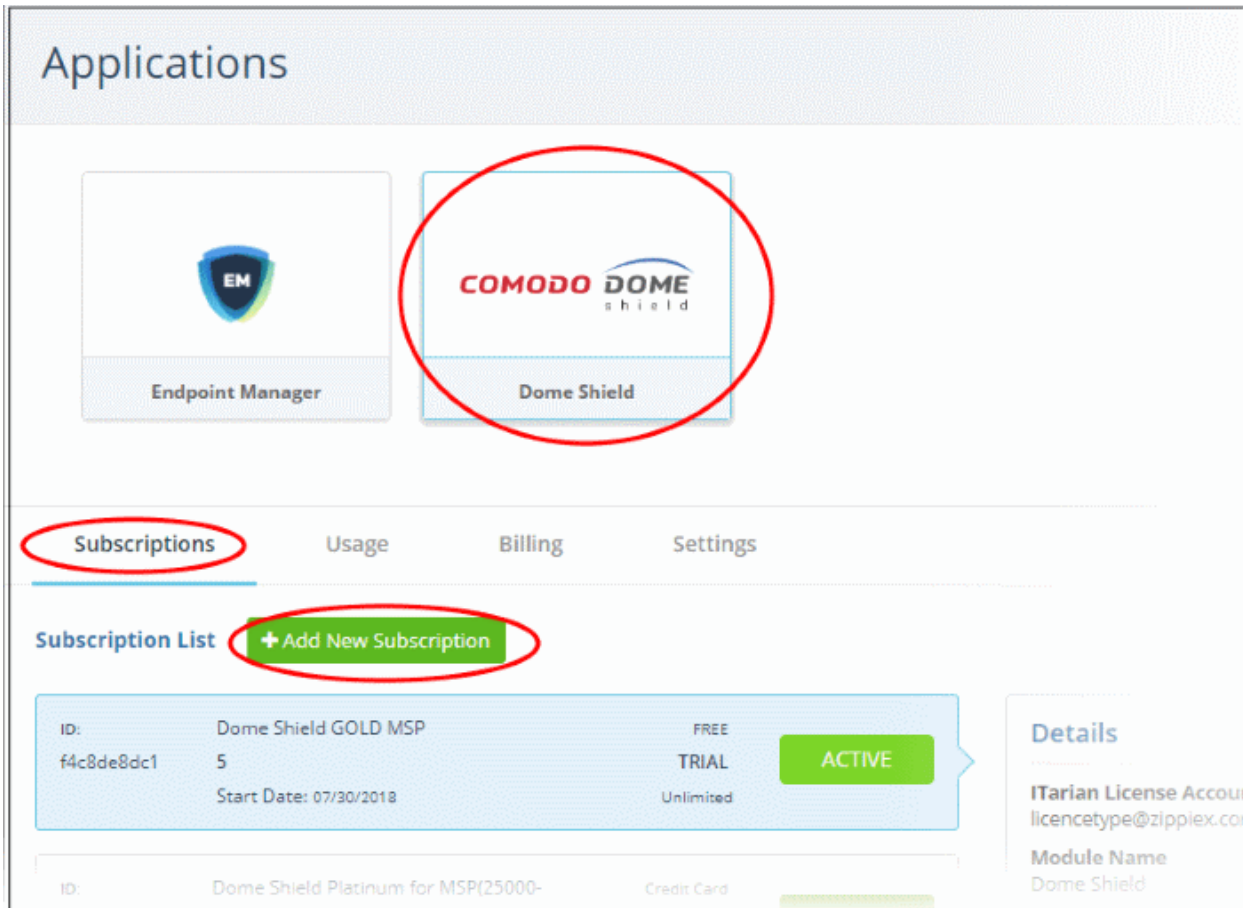 Applications
EM
COMODO DOME
shield
Endpoint Manager
Dome Shield
Subscriptions Usage Billing Settings
Subscription List + Add New Subscription
ID: Dome Shield GOLD MSP FREE
f4c8de8dc1 5 TRIAL ACTIVE
Start Date: 07/30/2018 Unlimited
Details
ITarian License Accou
licencetype@zippiex.co
Module Name
Dome Shield
ID: Dome Shield Platinum for MSP(25000- Credit Card